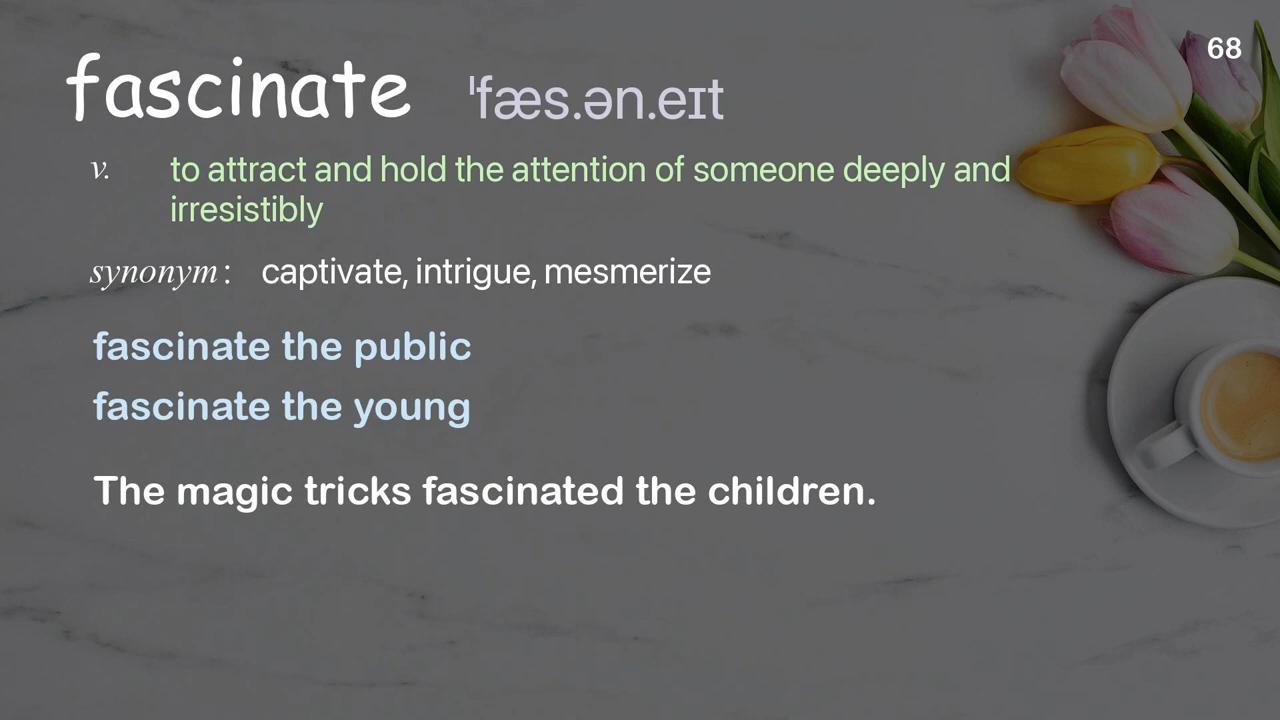 68
fascinate ˈfæs.ən.eɪt
v. to attract and hold the attention of someone deeply and
irresistibly
synonym : captivate, intrigue, mesmerize
fascinate the public
fascinate the young
The magic tricks fascinated the children.